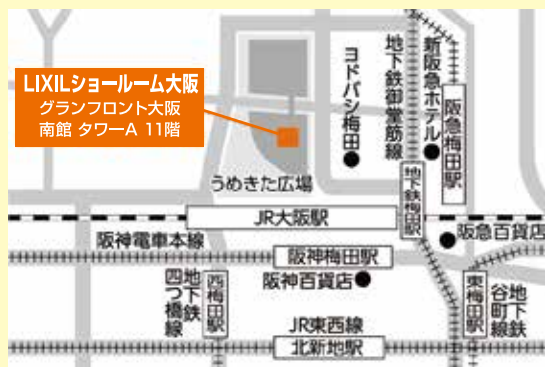 LIXILショールーム大阪
グランフロント大阪
南館 タワーA 11階
うめきた広場
ヨドバシ梅田
地下鉄御堂筋線
新阪急ホテル
阪急梅田駅
地下鉄梅田駅
JR大阪駅
阪急百貨店
阪神電車本線
阪神梅田駅
阪神百貨店
地下鉄
四つ橋線
西梅田駅
東梅田駅
地下鉄
谷町線
JR東西線
北新地駅